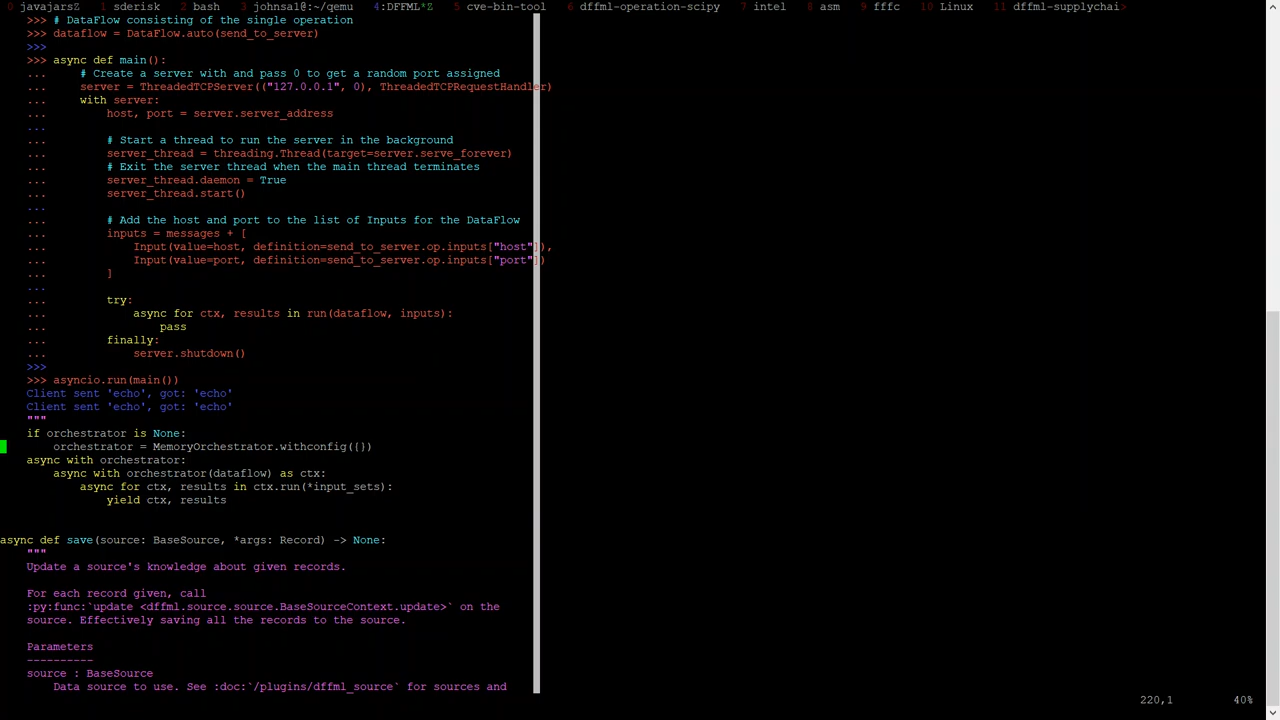 0 javajarsZ  1 sderisk  2 bash  3 johnsal@:~/qemu  4:DFFML*Z  5 cve-bin-tool  6 dffml-operation-scipy  7 intel  8 asm  9 fffc  10 Linux  11 dffml-supplychai>
>>> # DataFlow consisting of the single operation
>>> dataflow = DataFlow.auto(send_to_server)
>>>
>>> async def main():
...     # Create a server with and pass 0 to get a random port assigned
...     server = ThreadedTCPServer(("127.0.0.1", 0), ThreadedTCPRequestHandler)
...     with server:
...         host, port = server.server_address
...
...         # Start a thread to run the server in the background
...         server_thread = threading.Thread(target=server.serve_forever)
...         # Exit the server thread when the main thread terminates
...         server_thread.daemon = True
...         server_thread.start()
...
...         # Add the host and port to the list of Inputs for the DataFlow
...         inputs = messages + [
...             Input(value=host, definition=send_to_server.op.inputs["host"]),
...             Input(value=port, definition=send_to_server.op.inputs["port"])
...         ]
...
...         try:
...             async for ctx, results in run(dataflow, inputs):
...                 pass
...         finally:
...             server.shutdown()
>>>
>>> asyncio.run(main())
Client sent 'echo', got: 'echo'
Client sent 'echo', got: 'echo'
"""
if orchestrator is None:
    orchestrator = MemoryOrchestrator.withconfig({})
async with orchestrator:
    async with orchestrator(dataflow) as ctx:
        async for ctx, results in ctx.run(*input_sets):
            yield ctx, results
async def save(source: BaseSource, *args: Record) -> None:
"""
Update a source's knowledge about given records.
For each record given, call
:py:func:`update <dffml.source.source.BaseSourceContext.update>` on the
source. Effectively saving all the records to the source.
Parameters
----------
source : BaseSource
    Data source to use. See :doc:`/plugins/dffml_source` for sources and
220,1  40%